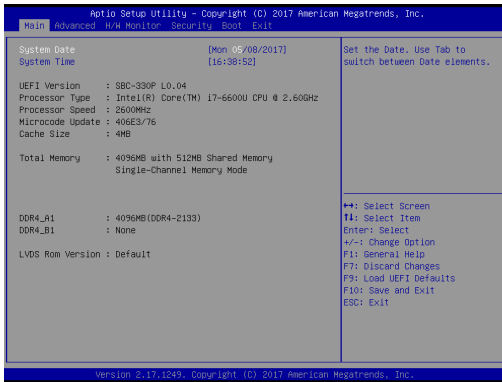 Aptio Setup Utility – Copyright (C) 2017 American Megatrends, Inc.
Main Advanced H/W Monitor Security Boot Exit
System Date [Mon 05/08/2017]
System Time [16:38:52]
UEFI Version : SBC-330P L0.04
Processor Type : Intel(R) Core(TM) i7-6600U CPU @ 2.60GHz
Processor Speed : 2600MHz
Microcode Update : 406E3/76
Cache Size : 4MB
Total Memory : 4096MB with 512MB Shared Memory
Single-Channel Memory Mode
DDR4_A1 : 4096MB(DDR4-2133)
DDR4_B1 : None
LVDS Rom Version : Default
Set the Date. Use Tab to
switch between Date elements.
↔: Select Screen
↑↓: Select Item
Enter: Select
+/-: Change Option
F1: General Help
F7: Discard Changes
F9: Load UEFI Defaults
F10: Save and Exit
ESC: Exit
Version 2.17.1249. Copyright (C) 2017 American Megatrends, Inc.